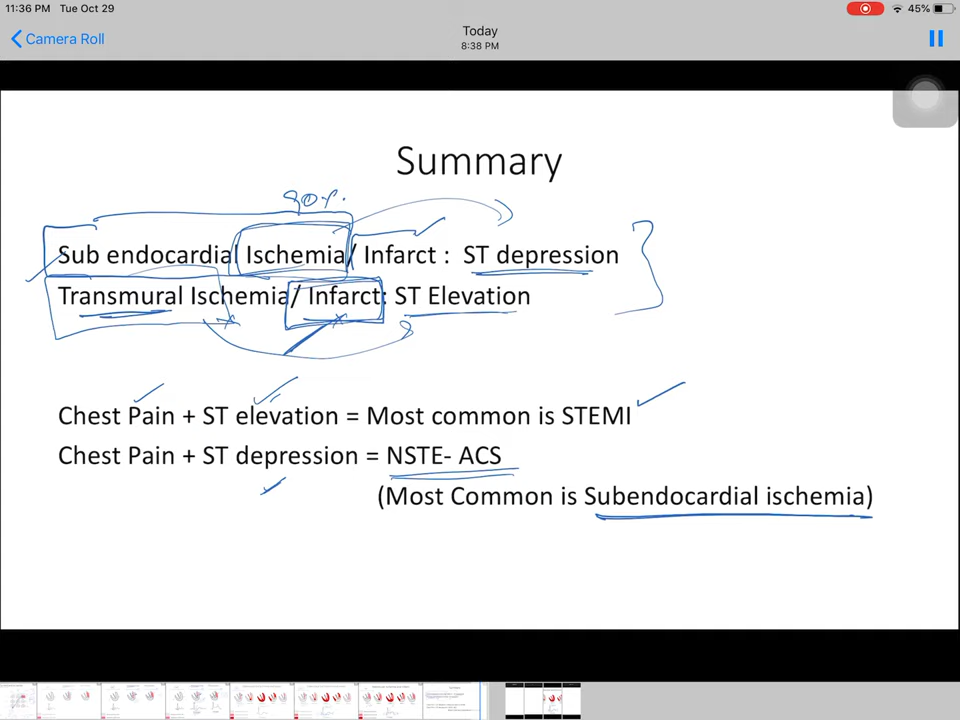 11:36 PM Tue Oct 29
45%
Camera Roll
Today
8:38 PM
Summary
90%
Sub endocardial Ischemia/ Infarct : ST depression
Transmural Ischemia/ Infarct: ST Elevation
Chest Pain + ST elevation = Most common is STEMI
Chest Pain + ST depression = NSTE- ACS
(Most Common is Subendocardial ischemia)